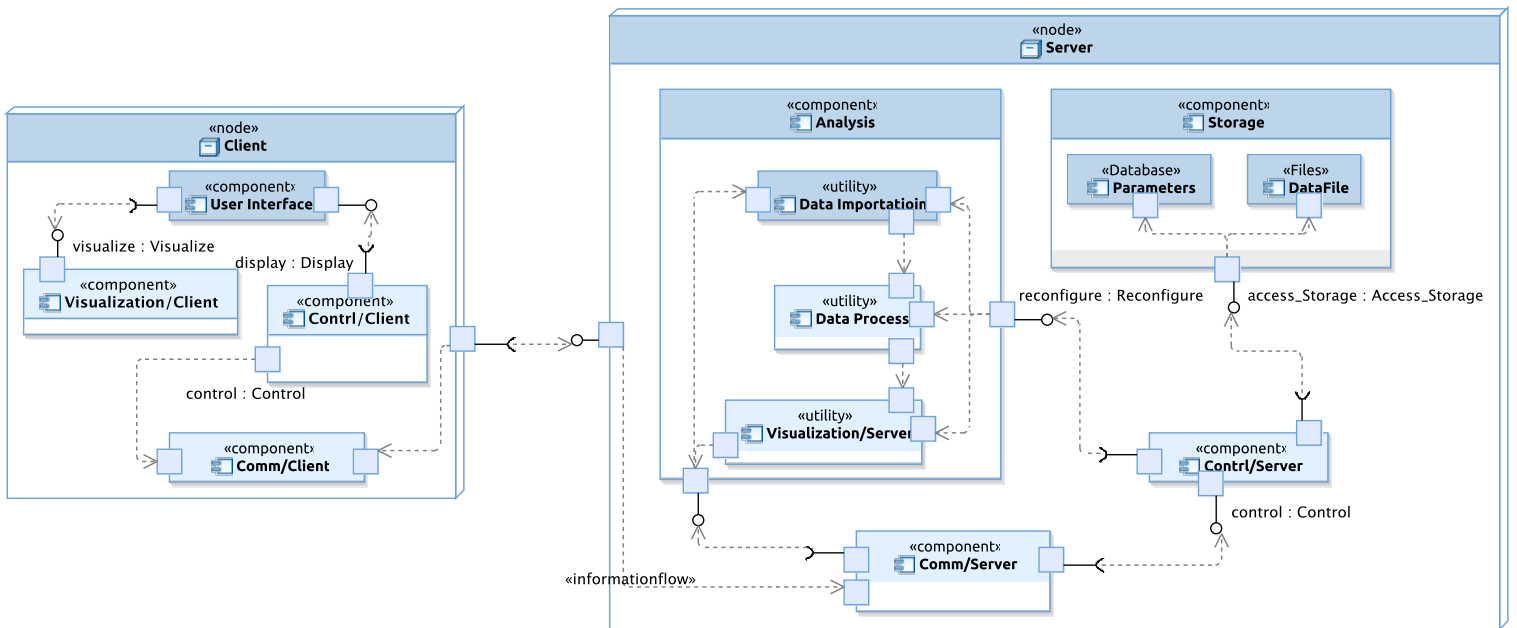 «node»
Server
«component»
Analysis
«component»
Storage
«node»
Client
«Database»
Parameters
«Files»
DataFile
«component»
User Interface
«utility»
Data Importatioin
visualize : Visualize
display : Display
«component»
Visualization/Client
«component»
Contrl/Client
«utility»
Data Process
reconfigure : Reconfigure
access_Storage : Access_Storage
control : Control
«utility»
Visualization/Server
«component»
Comm/Client
«component»
Contrl/Server
control : Control
«component»
Comm/Server
«informationflow»